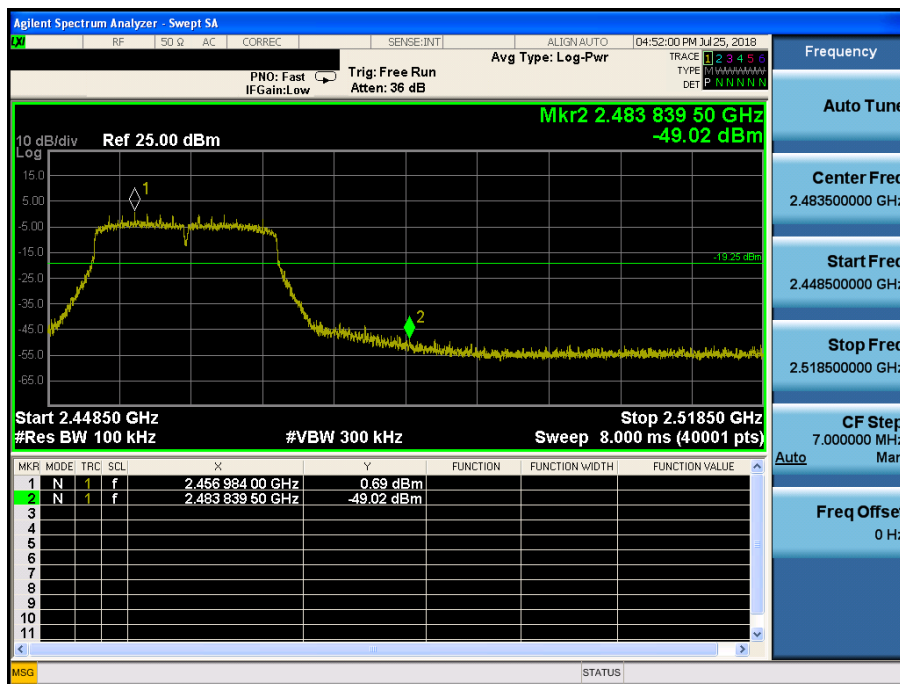 Agilent Spectrum Analyzer - Swept SA
LXI RF 50 Ω AC CORREC SENSE:INT ALIGN AUTO 04:52:00 PM Jul 25, 2018
Avg Type: Log-Pwr
TRACE 1 2 3 4 5 6
TYPE M
DET P N N N N N
PNO: Fast
IFGain:Low
Trig: Free Run
Atten: 36 dB
Mkr2 2.483 839 50 GHz
-49.02 dBm
10 dB/div Ref 25.00 dBm
Log
15.0
5.00
-5.00
-15.0
-25.0
-35.0
-45.0
-55.0
-65.0
1
-19.25 dBm
2
Start 2.44850 GHz Stop 2.51850 GHz
#Res BW 100 kHz #VBW 300 kHz Sweep 8.000 ms (40001 pts)
MKR MODE TRC SCL X Y FUNCTION FUNCTION WIDTH FUNCTION VALUE
1 N 1 f 2.456 984 00 GHz 0.69 dBm
2 N 1 f 2.483 839 50 GHz -49.02 dBm
3
4
5
6
7
8
9
10
11
MSG STATUS
Frequency
Auto Tune
Center Freq
2.483500000 GHz
Start Freq
2.448500000 GHz
Stop Freq
2.518500000 GHz
CF Step
7.000000 MHz
Auto Man
Freq Offset
0 Hz